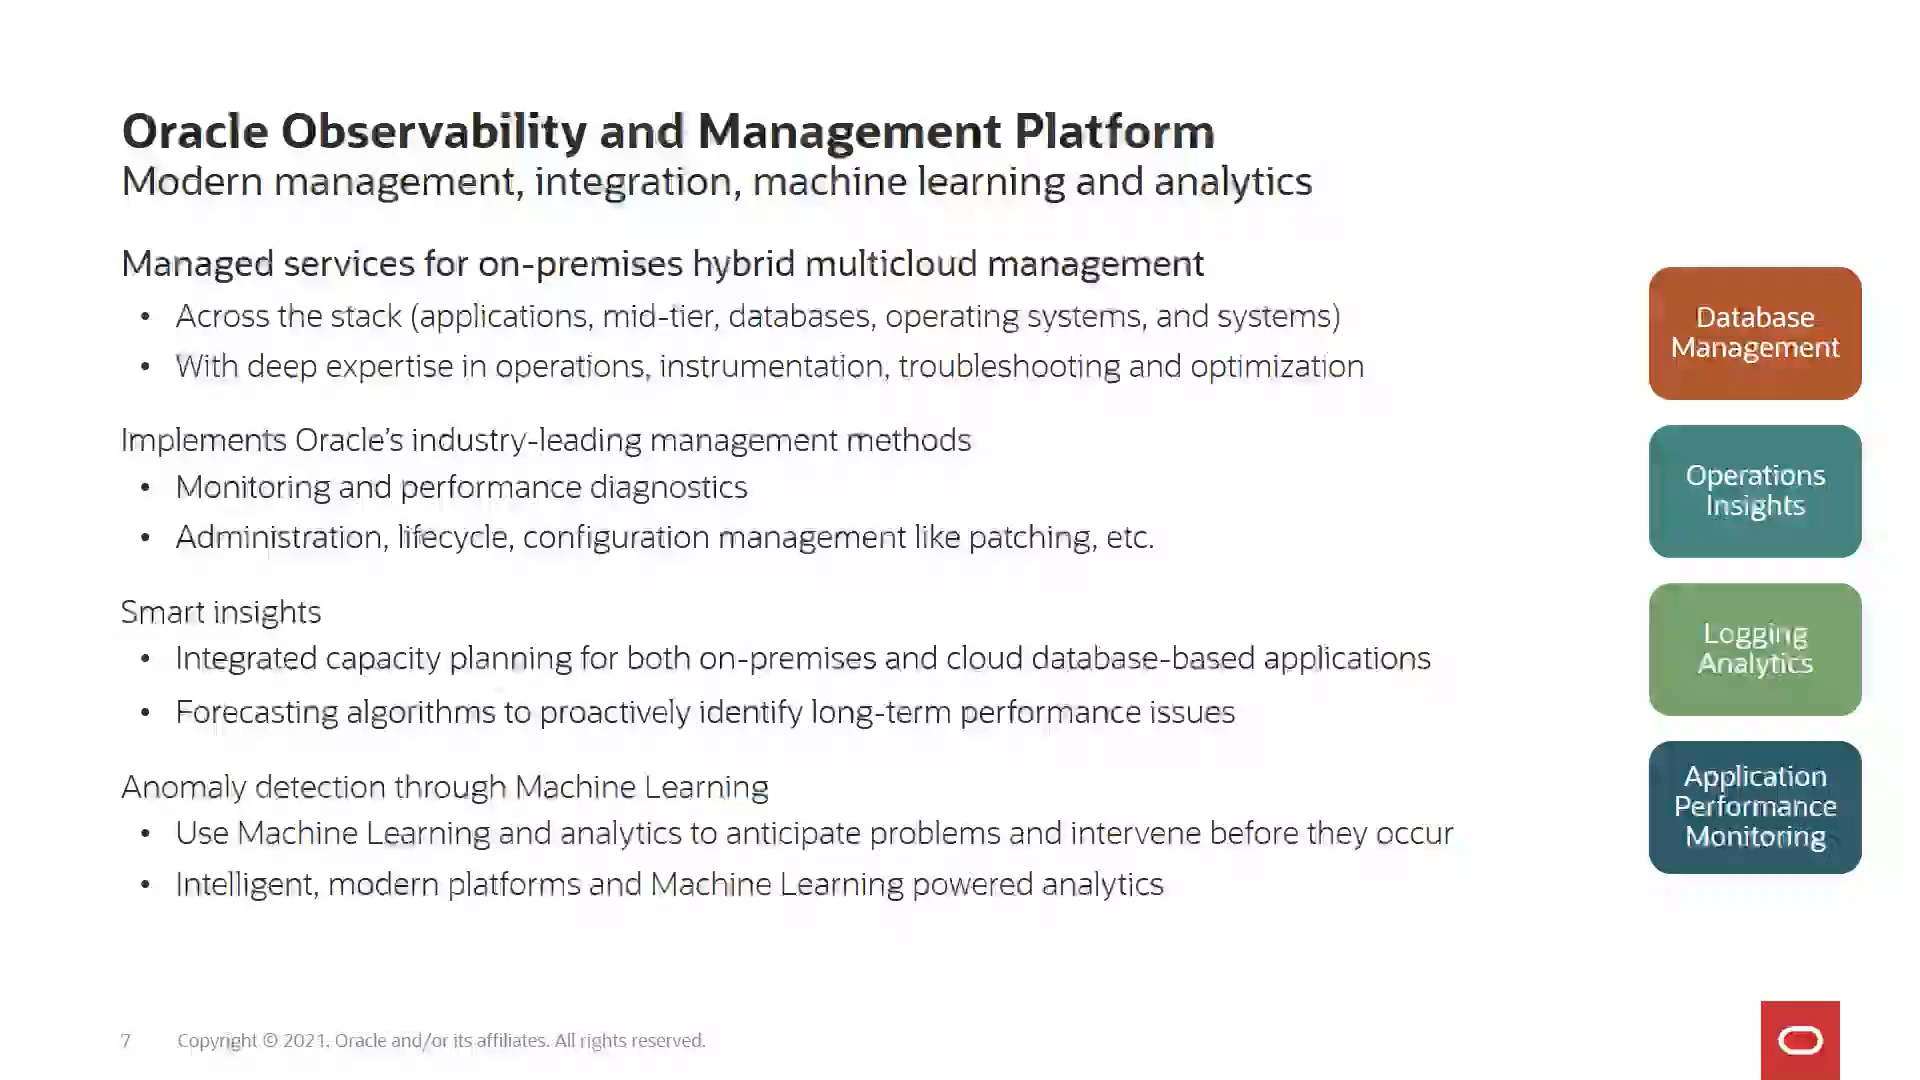 Oracle Observability and Management Platform
Modern management, integration, machine learning and analytics
Managed services for on-premises hybrid multicloud management
• Across the stack (applications, mid-tier, databases, operating systems, and systems)
• With deep expertise in operations, instrumentation, troubleshooting and optimization
Implements Oracle’s industry-leading management methods
• Monitoring and performance diagnostics
• Administration, lifecycle, configuration management like patching, etc.
Smart insights
• Integrated capacity planning for both on-premises and cloud database-based applications
• Forecasting algorithms to proactively identify long-term performance issues
Anomaly detection through Machine Learning
• Use Machine Learning and analytics to anticipate problems and intervene before they occur
• Intelligent, modern platforms and Machine Learning powered analytics
Database
Management
Operations
Insights
Logging
Analytics
Application
Performance
Monitoring
7 Copyright © 2021. Oracle and/or its affiliates. All rights reserved.